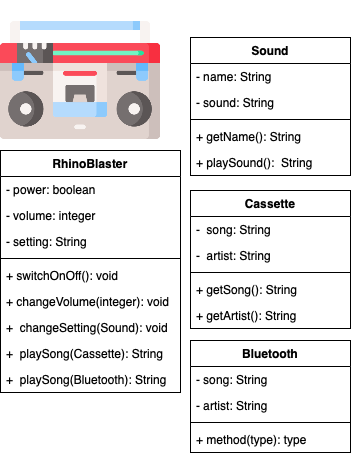 Sound
- name: String
- sound: String
+ getName(): String
+ playSound(): String
RhinoBlaster
- power: boolean
- volume: integer
- setting: String
+ switchOnOff(): void
+ changeVolume(integer): void
+ changeSetting(Sound): void
+ playSong(Cassette): String
+ playSong(Bluetooth): String
Cassette
- song: String
- artist: String
+ getSong(): String
+ getArtist(): String
Bluetooth
- song: String
- artist: String
+ method(type): type